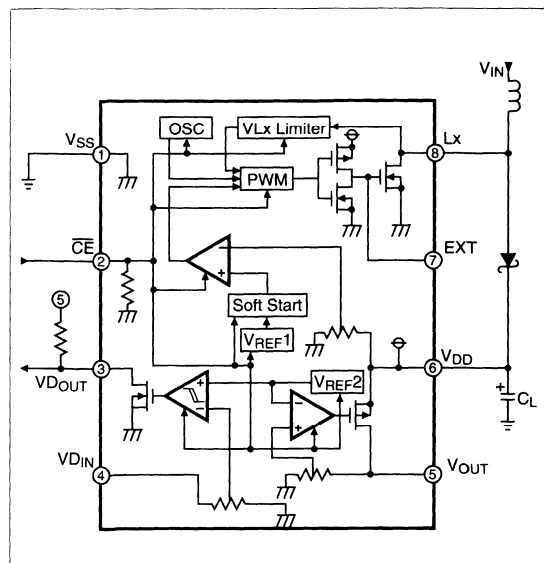 VIN
OSC
VLx Limiter
VSS
1
Lx
8
PWM
CE
2
EXT
7
−
+
Soft Start
5
VREF1
VDD
6
3
VDOUT
+
−
VREF2
−
+
+
CL
VDIN
4
5
VOUT